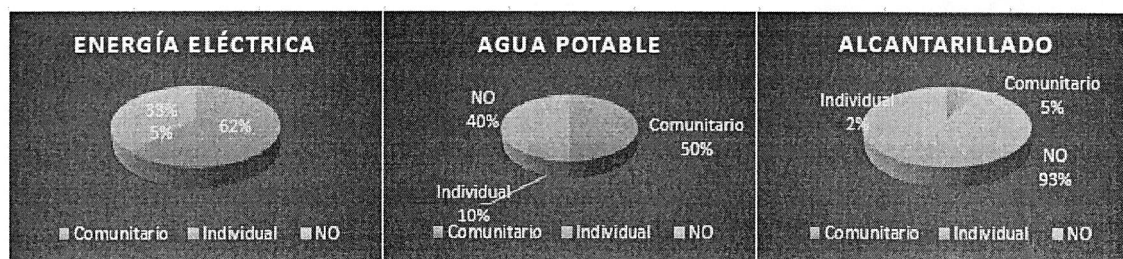 ENERGÍA ELÉCTRICA
33%
5%
62%
■ Comunitario ■ Individual ■ NO
AGUA POTABLE
NO
40%
Comunitario
50%
Individual
10%
■ Comunitario ■ Individual ■ NO
ALCANTARILLADO
Individual
2%
Comunitario
5%
NO
93%
■ Comunitario ■ Individual ■ NO